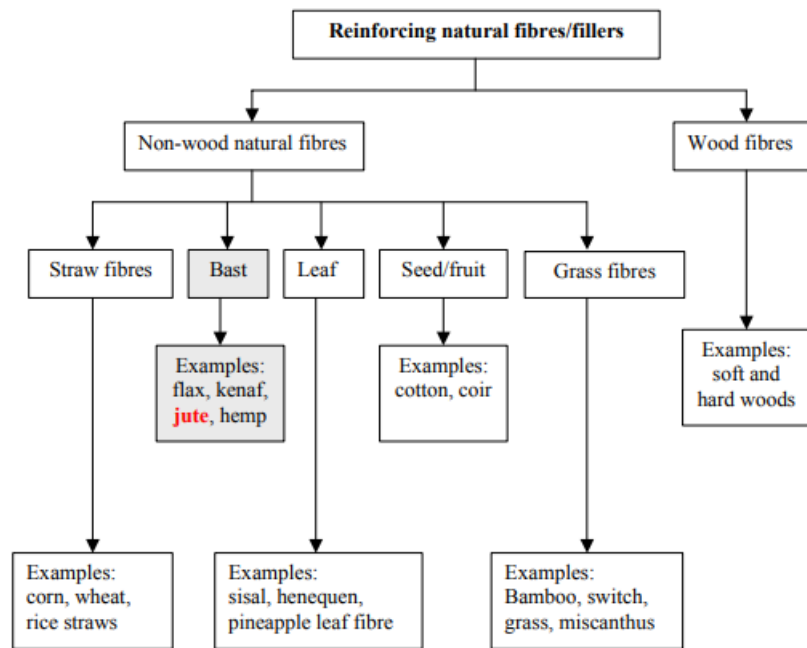 Reinforcing natural fibres/fillers
Non-wood natural fibres
Wood fibres
Straw fibres
Bast
Leaf
Seed/fruit
Grass fibres
Examples:
flax, kenaf,
jute, hemp
Examples:
cotton, coir
Examples:
soft and
hard woods
Examples:
corn, wheat,
rice straws
Examples:
sisal, henequen,
pineapple leaf fibre
Examples:
Bamboo, switch,
grass, miscanthus